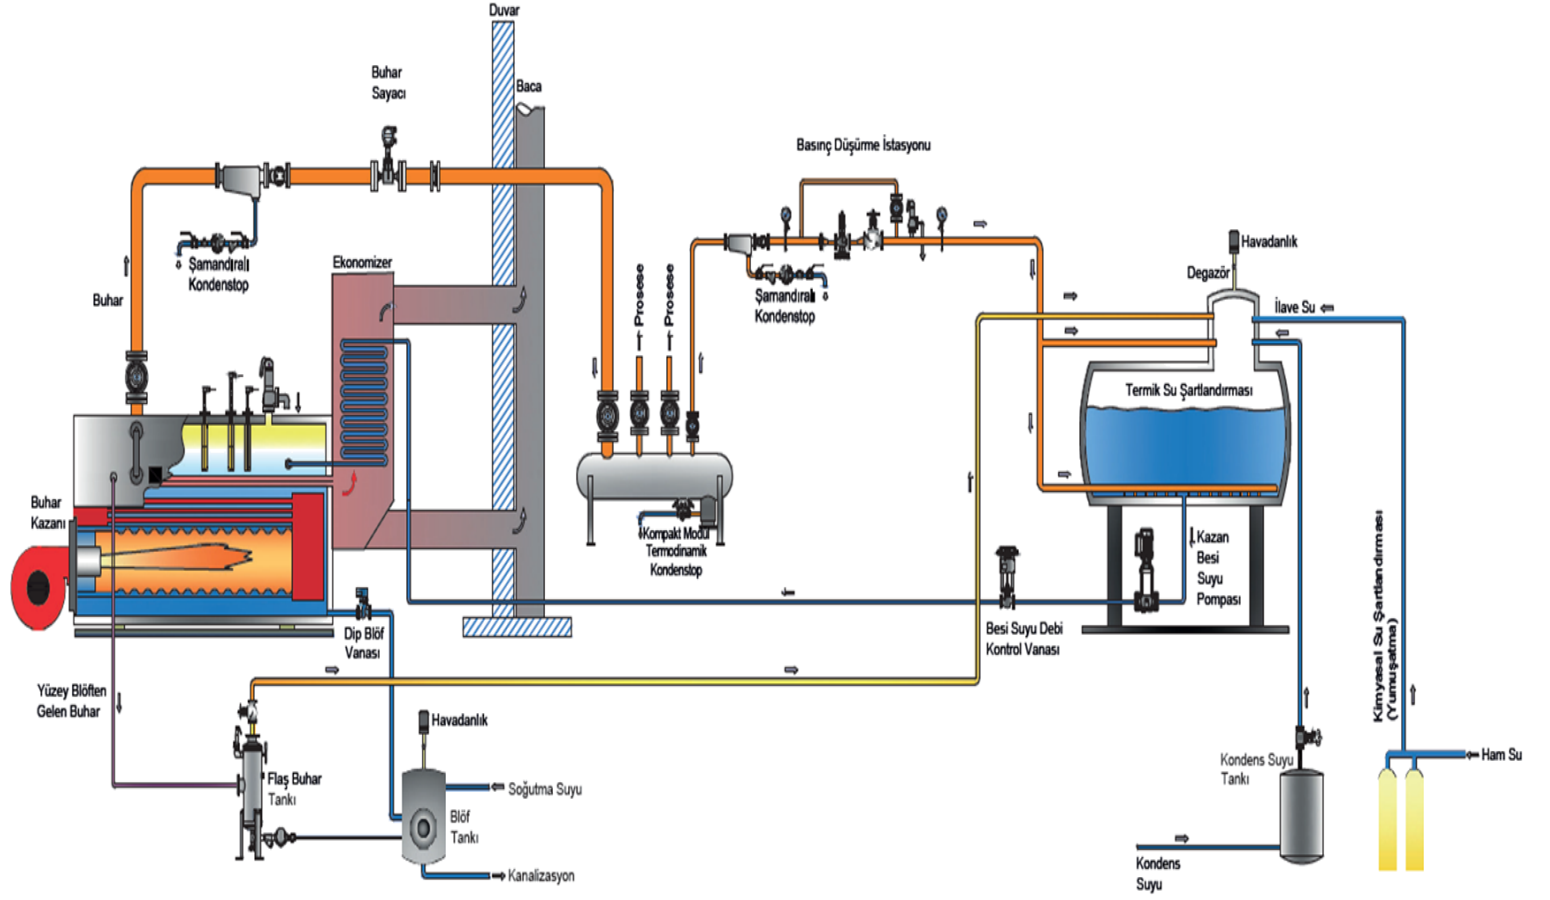 Duvar
Buhar
Sayacı
Baca
Basınç Düşürme İstasyonu
Havadanlık
Degazör
Şamandıralı
Kondenstop
Ekonomizer
Buhar
Prosese
Prosese
Şamandıralı
Kondenstop
İlave Su
Termik Su Şartlandırması
Buhar
Kazanı
Kompakt Modül
Termodinamik
Kondenstop
Kazan
Besi
Suyu
Pompası
Dip Blöf
Vanası
Besi Suyu Debi
Kontrol Vanası
Kimyasal Su Şartlandırması
(Yumuşatma)
Yüzey Blöften
Gelen Buhar
Havadanlık
Flaş Buhar
Tankı
Soğutma Suyu
Blöf
Tankı
Kanalizasyon
Kondens Suyu
Tankı
Ham Su
Kondens
Suyu